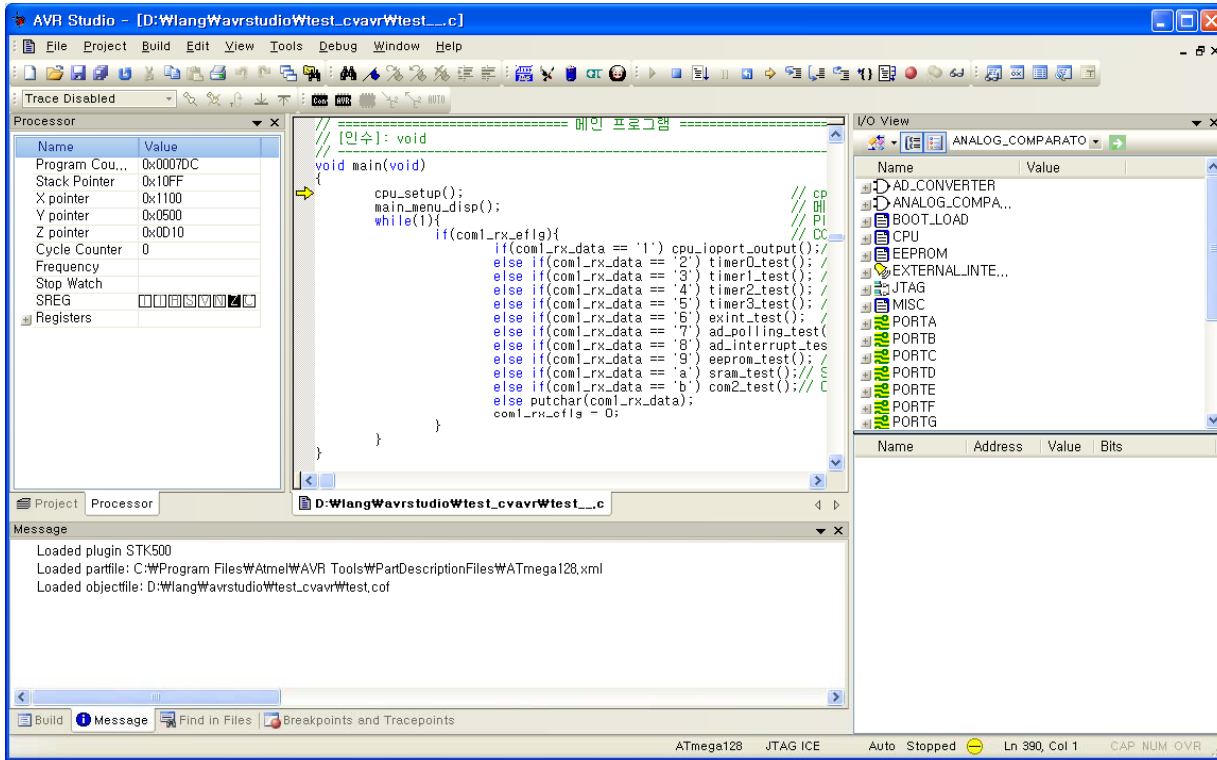 AVR Studio - [D:₩lang₩avrstudio₩test_cvavr₩test__.c]
File Project Build Edit View Tools Debug Window Help
Trace Disabled
Con AVR AUTO
Processor
Name Value
Program Cou... 0x0007DC
Stack Pointer 0x10FF
X pointer 0x1100
Y pointer 0x0500
Z pointer 0x0D10
Cycle Counter 0
Frequency
Stop Watch
SREG I T H S V N Z C
Registers
Project Processor
// ============================== 메인 프로그램 ====================
// [인수]: void
// ----------------------------------------------------------------
void main(void)
{
cpu_setup(); // cp
main_menu_disp(); // 메
while(1){ // PI
if(com1_rx_eflg){ // CO
if(com1_rx_data == '1') cpu_ioport_output();/
else if(com1_rx_data == '2') timer0_test(); /
else if(com1_rx_data == '3') timer1_test(); /
else if(com1_rx_data == '4') timer2_test(); /
else if(com1_rx_data == '5') timer3_test(); /
else if(com1_rx_data == '6') exint_test(); /
else if(com1_rx_data == '7') ad_polling_test(
else if(com1_rx_data == '8') ad_interrupt_tes
else if(com1_rx_data == '9') eeprom_test(); /
else if(com1_rx_data == 'a') sram_test();// S
else if(com1_rx_data == 'b') com2_test();// C
else putchar(com1_rx_data);
com1_rx_eflg = 0;
}
}
}
D:₩lang₩avrstudio₩test_cvavr₩test__.c
I/O View
ANALOG_COMPARATO
Name Value
AD_CONVERTER
ANALOG_COMPA...
BOOT_LOAD
CPU
EEPROM
EXTERNAL_INTE...
JTAG
MISC
PORTA
PORTB
PORTC
PORTD
PORTE
PORTF
PORTG
Name Address Value Bits
Message
Loaded plugin STK500
Loaded partfile: C:₩Program Files₩Atmel₩AVR Tools₩PartDescriptionFiles₩ATmega128.xml
Loaded objectfile: D:₩lang₩avrstudio₩test_cvavr₩test.cof
Build Message Find in Files Breakpoints and Tracepoints
ATmega128 JTAG ICE Auto Stopped Ln 390, Col 1 CAP NUM OVR